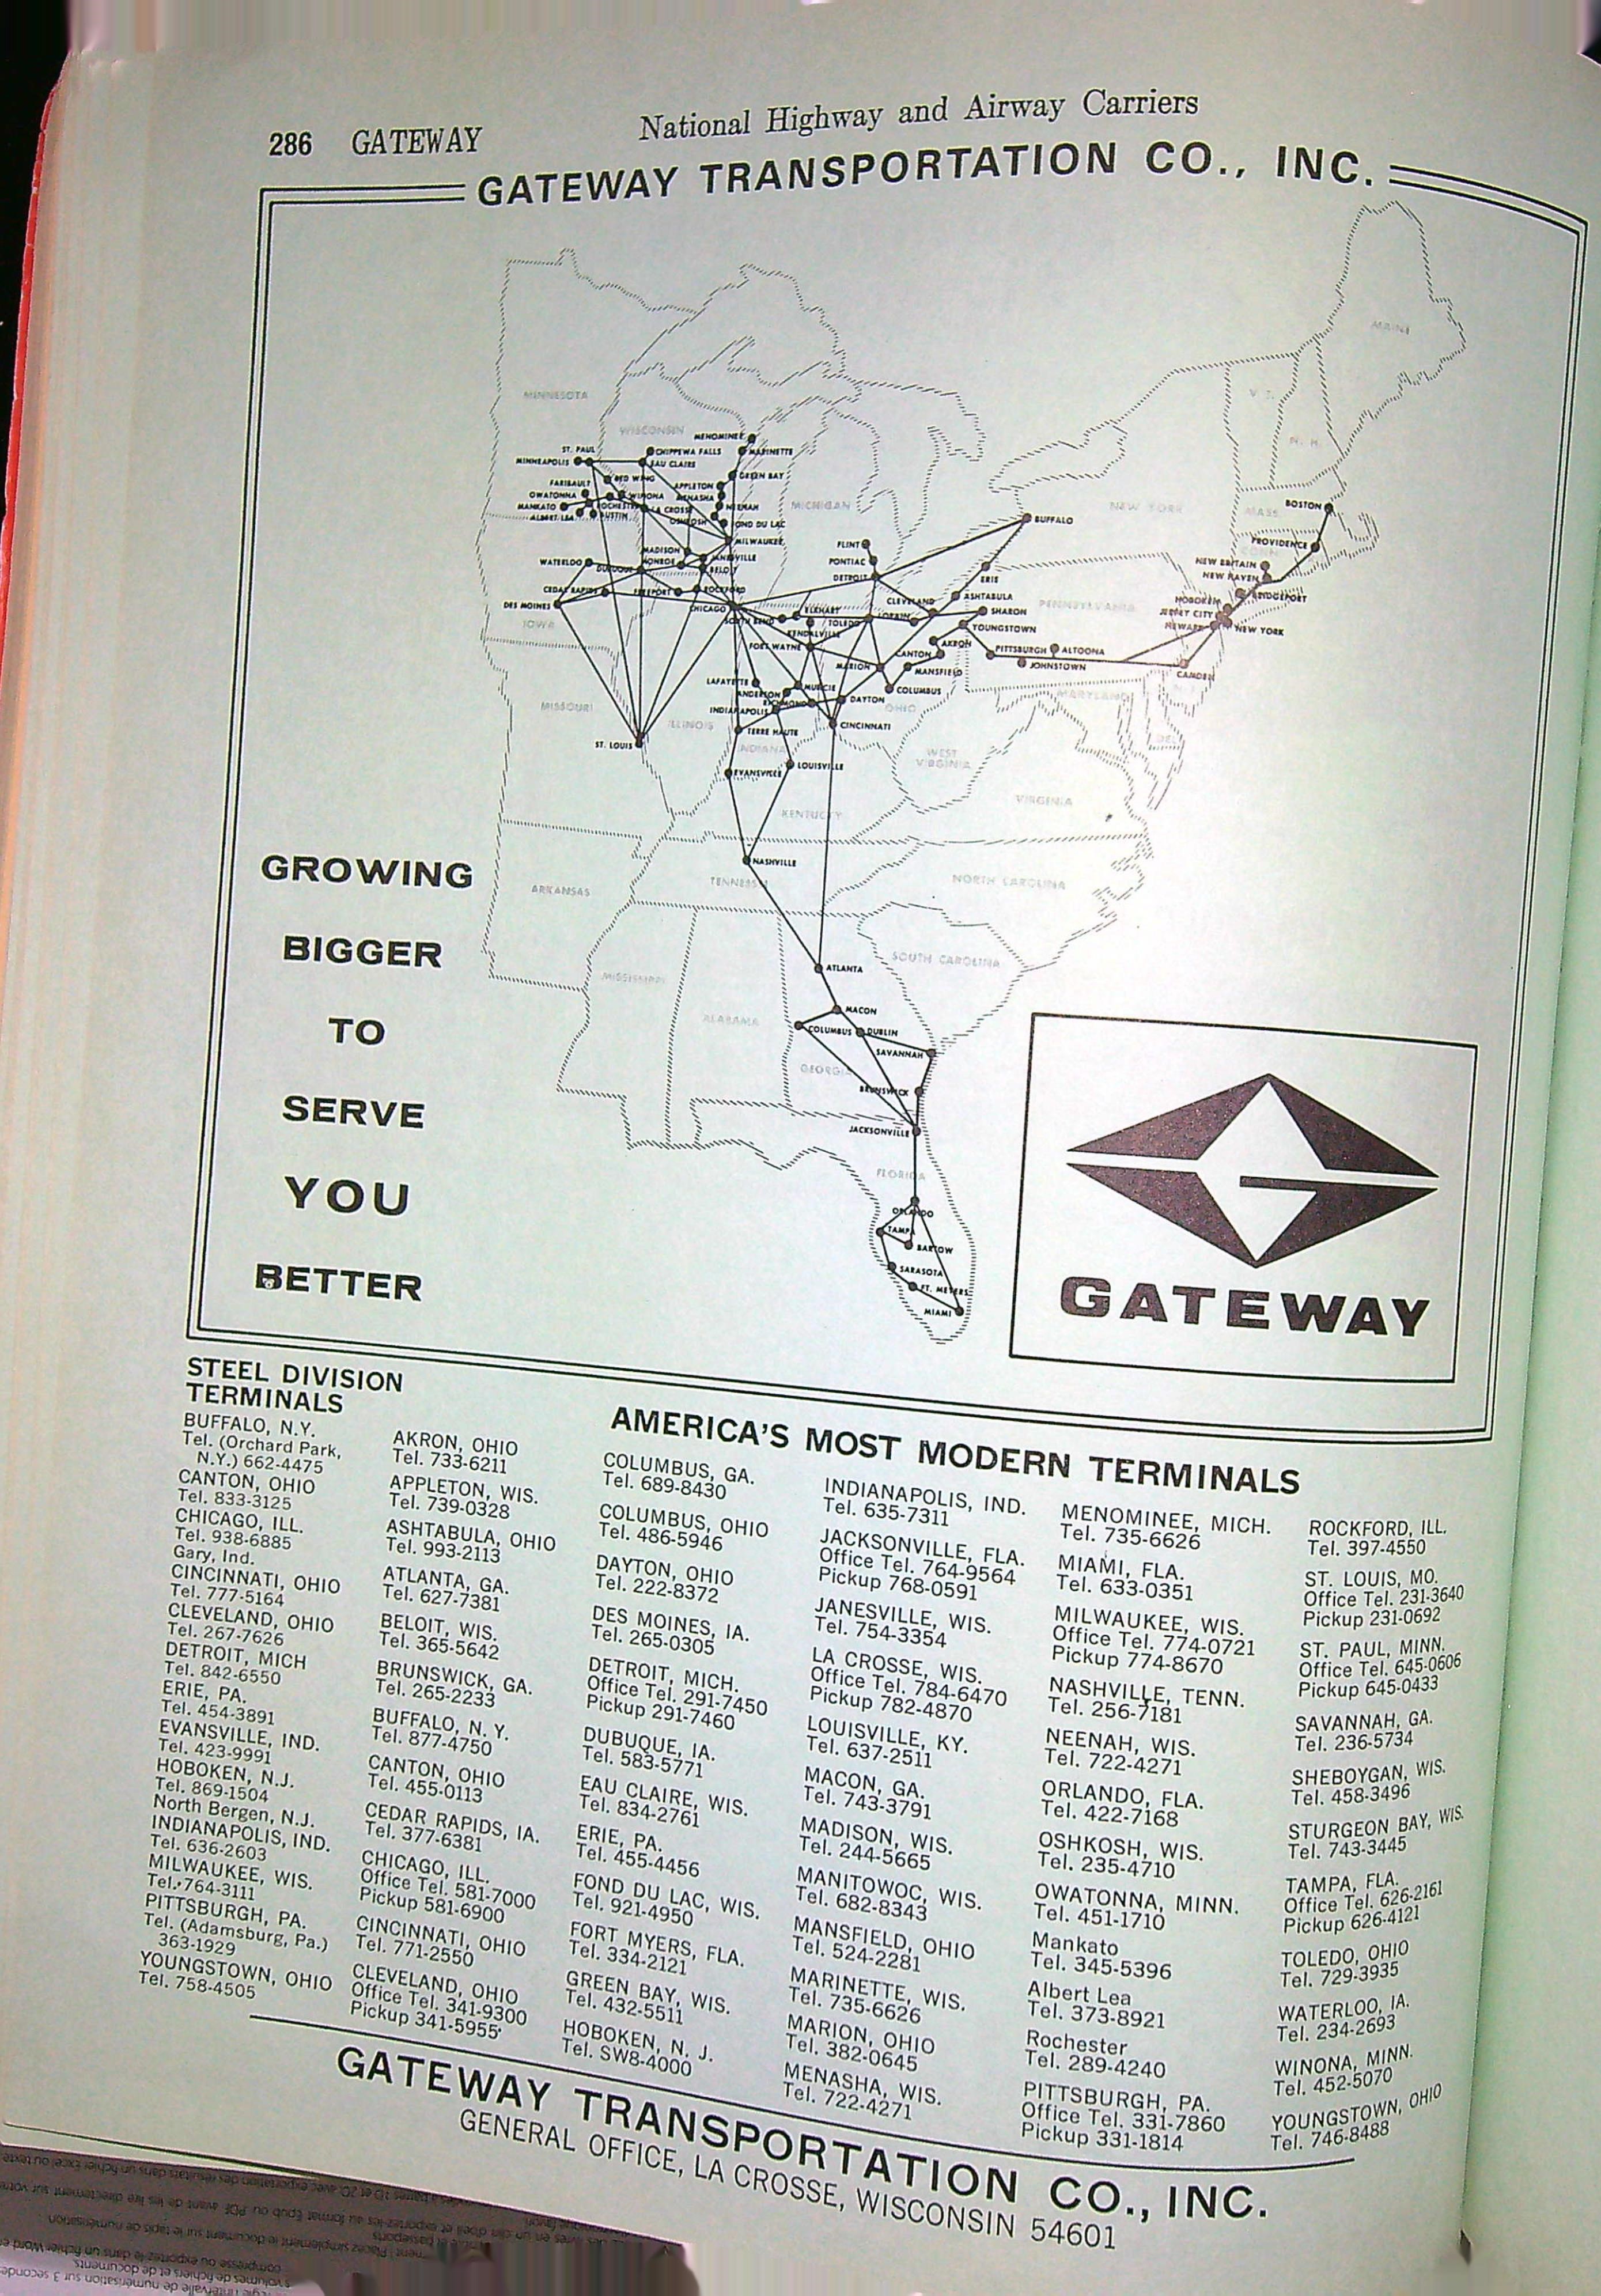 286 GATEWAY
National Highway and Airway Carriers
GATEWAY TRANSPORTATION CO., INC.
MAINE
MINNESOTA
V. T.
WISCONSIN
N. H.
MENOMINEE
ST. PAUL
CHIPPEWA FALLS
MARINETTE
MINNEAPOLIS
EAU CLAIRE
GREEN BAY
RED WING
FARIBAULT
APPLETON
OWATONNA
WINONA
MENASHA
MANKATO
ROCHESTER
LA CROSSE
NEENAH
ALBERT LEA
AUSTIN
OSHKOSH
FOND DU LAC
MICHIGAN
NEW YORK
MASS
BOSTON
BUFFALO
MILWAUKEE
FLINT
PROVIDENCE
CONN
MADISON
JANESVILLE
PONTIAC
NEW BRITAIN
WATERLOO
DUBUQUE
MONROE
BELOIT
DETROIT
ERIE
NEW HAVEN
CEDAR RAPIDS
FREEPORT
ROCKFORD
ASHTABULA
BRIDGEPORT
DES MOINES
CHICAGO
ELKHART
CLEVELAND
SHARON
PENNSYLVANIA
HOBOKEN
JERSEY CITY
IOWA
SOUTH BEND
TOLEDO
LORAIN
YOUNGSTOWN
NEWARK
NEW YORK
KENDALVILLE
FORT WAYNE
AKRON
PITTSBURGH
ALTOONA
CANTON
JOHNSTOWN
MARION
MANSFIELD
CAMDEN
LAFAYETTE
MUNCIE
COLUMBUS
MARYLAND
N.J.
ANDERSON
RICHMOND
DAYTON
MISSOURI
INDIANAPOLIS
OHIO
ILLINOIS
TERRE HAUTE
CINCINNATI
DEL
ST. LOUIS
INDIANA
WEST VIRGINIA
EVANSVILLE
LOUISVILLE
VIRGINIA
KENTUCKY
NASHVILLE
TENNESSEE
NORTH CAROLINA
ARKANSAS
SOUTH CAROLINA
ATLANTA
MISSISSIPPI
MACON
ALABAMA
COLUMBUS
DUBLIN
SAVANNAH
GEORGIA
BRUNSWICK
JACKSONVILLE
FLORIDA
ORLANDO
TAMPA
BARTOW
SARASOTA
FT. MEYERS
MIAMI
GROWING
BIGGER
TO
SERVE
YOU
BETTER
GATEWAY
STEEL DIVISION
TERMINALS
BUFFALO, N.Y.
Tel. (Orchard Park,
N.Y.) 662-4475
CANTON, OHIO
Tel. 833-3125
CHICAGO, ILL.
Tel. 938-6885
Gary, Ind.
CINCINNATI, OHIO
Tel. 777-5164
CLEVELAND, OHIO
Tel. 267-7626
DETROIT, MICH
Tel. 842-6550
ERIE, PA.
Tel. 454-3891
EVANSVILLE, IND.
Tel. 423-9991
HOBOKEN, N.J.
Tel. 869-1504
North Bergen, N.J.
INDIANAPOLIS, IND.
Tel. 636-2603
MILWAUKEE, WIS.
Tel. 764-3111
PITTSBURGH, PA.
Tel. (Adamsburg, Pa.)
363-1929
YOUNGSTOWN, OHIO
Tel. 758-4505
AMERICA'S MOST MODERN TERMINALS
AKRON, OHIO
Tel. 733-6211
APPLETON, WIS.
Tel. 739-0328
ASHTABULA, OHIO
Tel. 993-2113
ATLANTA, GA.
Tel. 627-7381
BELOIT, WIS.
Tel. 365-5642
BRUNSWICK, GA.
Tel. 265-2233
BUFFALO, N. Y.
Tel. 877-4750
CANTON, OHIO
Tel. 455-0113
CEDAR RAPIDS, IA.
Tel. 377-6381
CHICAGO, ILL.
Office Tel. 581-7000
Pickup 581-6900
CINCINNATI, OHIO
Tel. 771-2550
CLEVELAND, OHIO
Office Tel. 341-9300
Pickup 341-5955
COLUMBUS, GA.
Tel. 689-8430
COLUMBUS, OHIO
Tel. 486-5946
DAYTON, OHIO
Tel. 222-8372
DES MOINES, IA.
Tel. 265-0305
DETROIT, MICH.
Office Tel. 291-7450
Pickup 291-7460
DUBUQUE, IA.
Tel. 583-5771
EAU CLAIRE, WIS.
Tel. 834-2761
ERIE, PA.
Tel. 455-4456
FOND DU LAC, WIS.
Tel. 921-4950
FORT MYERS, FLA.
Tel. 334-2121
GREEN BAY, WIS.
Tel. 432-5511
HOBOKEN, N. J.
Tel. SW8-4000
INDIANAPOLIS, IND.
Tel. 635-7311
JACKSONVILLE, FLA.
Office Tel. 764-9564
Pickup 768-0591
JANESVILLE, WIS.
Tel. 754-3354
LA CROSSE, WIS.
Office Tel. 784-6470
Pickup 782-4870
LOUISVILLE, KY.
Tel. 637-2511
MACON, GA.
Tel. 743-3791
MADISON, WIS.
Tel. 244-5665
MANITOWOC, WIS.
Tel. 682-8343
MANSFIELD, OHIO
Tel. 524-2281
MARINETTE, WIS.
Tel. 735-6626
MARION, OHIO
Tel. 382-0645
MENASHA, WIS.
Tel. 722-4271
MENOMINEE, MICH.
Tel. 735-6626
MIAMI, FLA.
Tel. 633-0351
MILWAUKEE, WIS.
Office Tel. 774-0721
Pickup 774-8670
NASHVILLE, TENN.
Tel. 256-7181
NEENAH, WIS.
Tel. 722-4271
ORLANDO, FLA.
Tel. 422-7168
OSHKOSH, WIS.
Tel. 235-4710
OWATONNA, MINN.
Tel. 451-1710
Mankato
Tel. 345-5396
Albert Lea
Tel. 373-8921
Rochester
Tel. 289-4240
PITTSBURGH, PA.
Office Tel. 331-7860
Pickup 331-1814
ROCKFORD, ILL.
Tel. 397-4550
ST. LOUIS, MO.
Office Tel. 231-3640
Pickup 231-0692
ST. PAUL, MINN.
Office Tel. 645-0606
Pickup 645-0433
SAVANNAH, GA.
Tel. 236-5734
SHEBOYGAN, WIS.
Tel. 458-3496
STURGEON BAY, WIS.
Tel. 743-3445
TAMPA, FLA.
Office Tel. 626-2161
Pickup 626-4121
TOLEDO, OHIO
Tel. 729-3935
WATERLOO, IA.
Tel. 234-2693
WINONA, MINN.
Tel. 452-5070
YOUNGSTOWN, OHIO
Tel. 746-8488
GATEWAY TRANSPORTATION CO., INC.
GENERAL OFFICE, LA CROSSE, WISCONSIN 54601